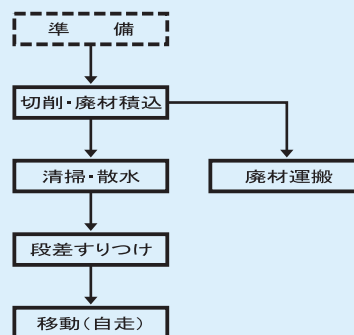 準　備
切削・廃材積込
清掃・散水
廃材運搬
段差すりつけ
移動(自走)